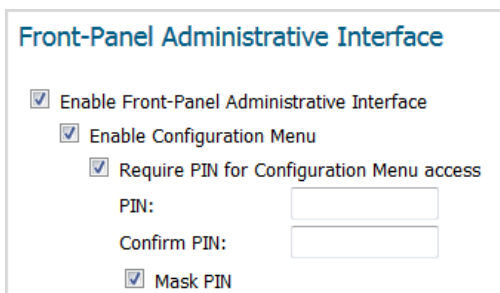 Front-Panel Administrative Interface
Enable Front-Panel Administrative Interface
Enable Configuration Menu
Require PIN for Configuration Menu access
PIN:
Confirm PIN:
Mask PIN